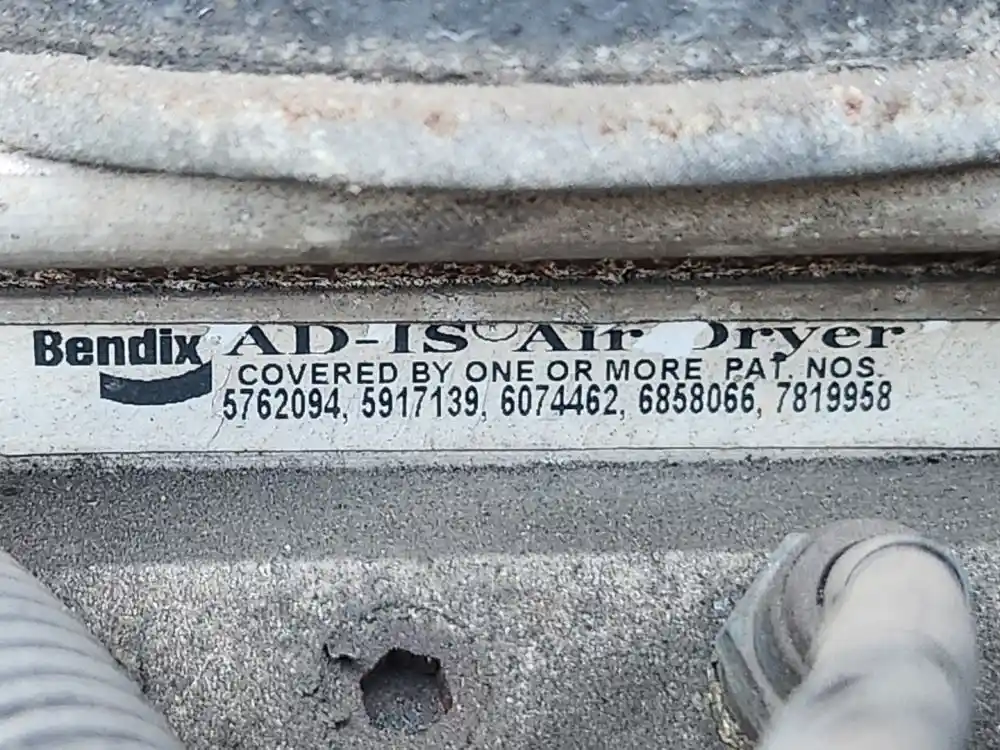 Bendix AD-IS® Air Dryer
COVERED BY ONE OR MORE PAT. NOS.
5762094, 5917139, 6074462, 6858066, 7819958